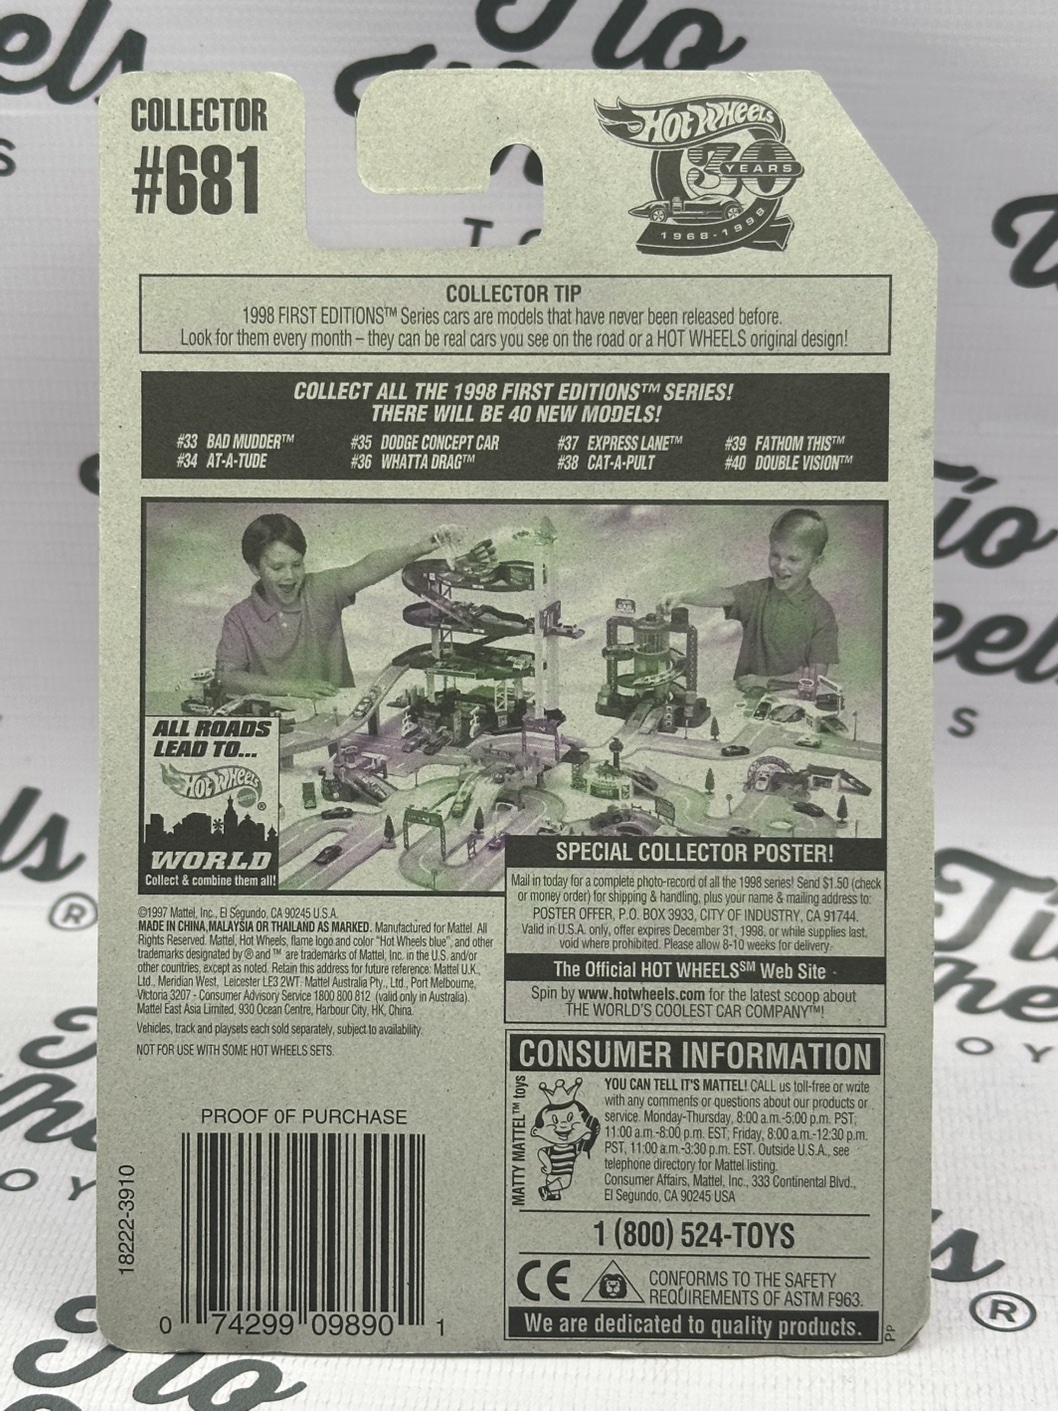 COLLECTOR
#681
HOT WHEELS
30
YEARS
1968-1998
COLLECTOR TIP
1998 FIRST EDITIONS™ Series cars are models that have never been released before.
Look for them every month – they can be real cars you see on the road or a HOT WHEELS original design!
COLLECT ALL THE 1998 FIRST EDITIONS™ SERIES!
THERE WILL BE 40 NEW MODELS!
#33 BAD MUDDER™ #35 DODGE CONCEPT CAR #37 EXPRESS LANE™ #39 FATHOM THIS™
#34 AT-A-TUDE #36 WHATTA DRAG™ #38 CAT-A-PULT #40 DOUBLE VISION™
ALL ROADS
LEAD TO...
HOT WHEELS®
WORLD
Collect & combine them all!
SPECIAL COLLECTOR POSTER!
Mail in today for a complete photo-record of all the 1998 series! Send $1.50 (check
or money order) for shipping & handling, plus your name & mailing address to:
POSTER OFFER, P.O. BOX 3933, CITY OF INDUSTRY, CA 91744.
Valid in U.S.A. only, offer expires December 31, 1998, or while supplies last,
void where prohibited. Please allow 8-10 weeks for delivery.
The Official HOT WHEELS℠ Web Site
Spin by www.hotwheels.com for the latest scoop about
THE WORLD'S COOLEST CAR COMPANY™!
©1997 Mattel, Inc., El Segundo, CA 90245 U.S.A.
MADE IN CHINA, MALAYSIA OR THAILAND AS MARKED. Manufactured for Mattel. All
Rights Reserved. Mattel, Hot Wheels, flame logo and color "Hot Wheels blue", and other
trademarks designated by ® and ™ are trademarks of Mattel, Inc. in the U.S. and/or
other countries, except as noted. Retain this address for future reference: Mattel U.K.,
Ltd., Meridian West, Leicester LE3 2WT. Mattel Australia Pty., Ltd., Port Melbourne,
Victoria 3207 - Consumer Advisory Service 1800 800 812 (valid only in Australia).
Mattel East Asia Limited, 930 Ocean Centre, Harbour City, HK, China.
Vehicles, track and playsets each sold separately, subject to availability.
NOT FOR USE WITH SOME HOT WHEELS SETS.
CONSUMER INFORMATION
MATTY MATTEL™ toys
YOU CAN TELL IT'S MATTEL! CALL us toll-free or write
with any comments or questions about our products or
service. Monday-Thursday, 8:00 a.m.-5:00 p.m. PST,
11:00 a.m.-8:00 p.m. EST; Friday, 8:00 a.m.-12:30 p.m.
PST, 11:00 a.m.-3:30 p.m. EST. Outside U.S.A., see
telephone directory for Mattel listing.
Consumer Affairs, Mattel, Inc., 333 Continental Blvd.,
El Segundo, CA 90245 USA
1 (800) 524-TOYS
CE
CONFORMS TO THE SAFETY
REQUIREMENTS OF ASTM F963.
We are dedicated to quality products.
PP
PROOF OF PURCHASE
18222-3910
0 74299 09890 1
Tio
Wheels
TOYS
®